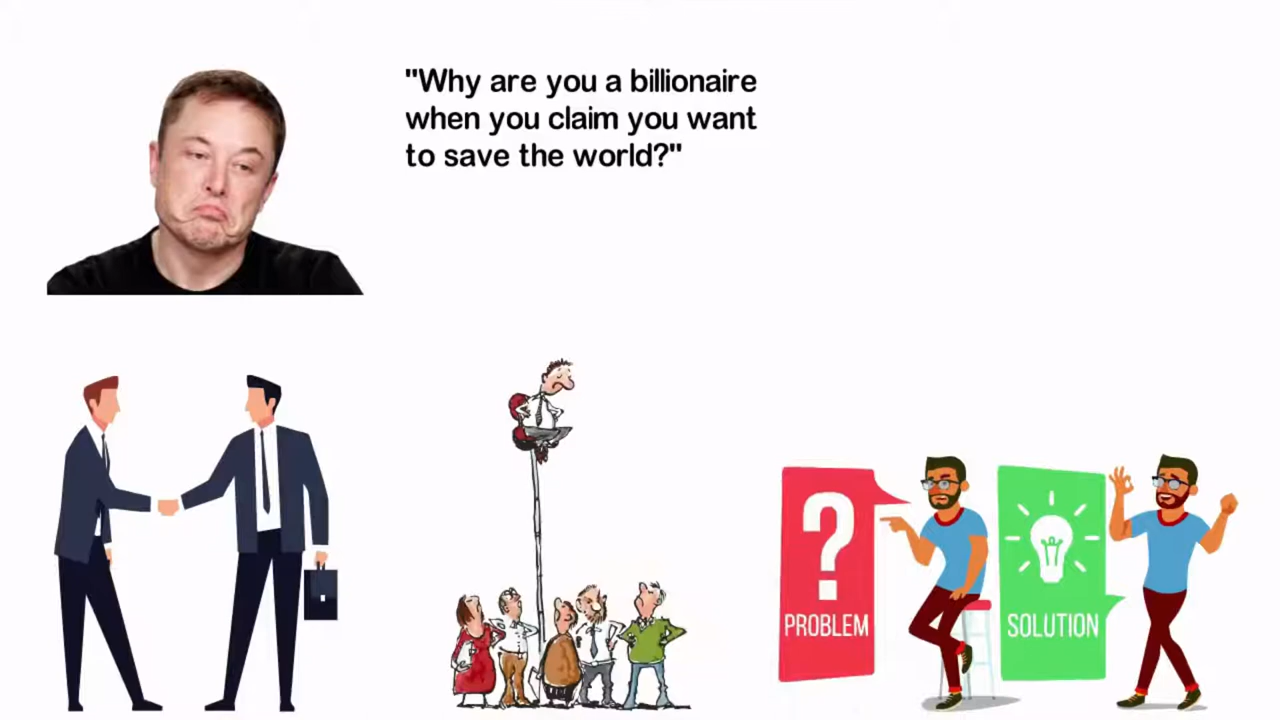 "Why are you a billionaire
when you claim you want
to save the world?"
?
PROBLEM
SOLUTION